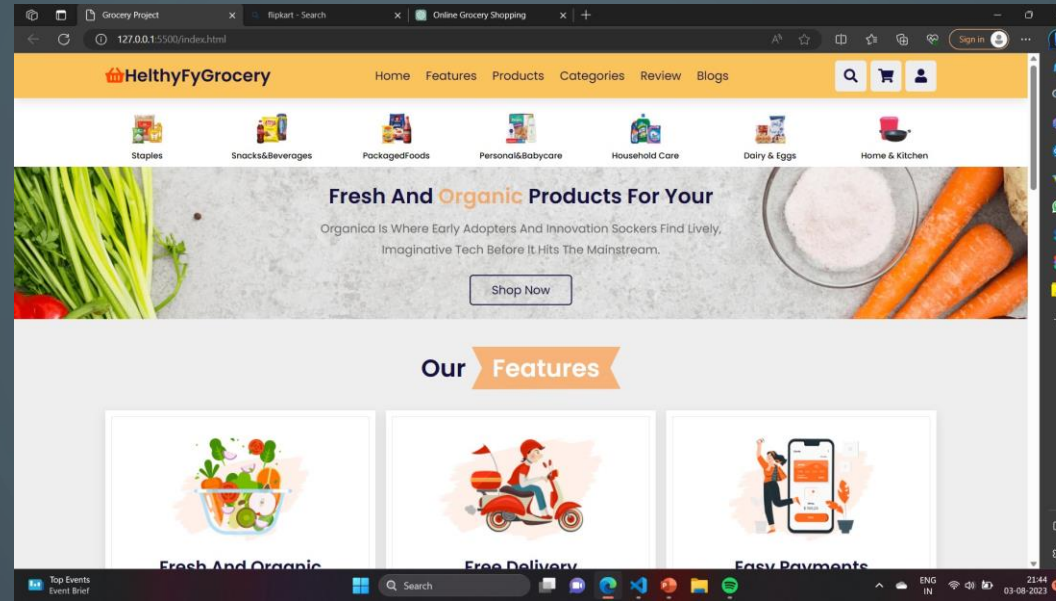 Grocery Project
flipkart - Search
Online Grocery Shopping
127.0.0.1:5500/index.html
Sign in
HelthyFyGrocery
Home Features Products Categories Review Blogs
Staples Snacks&Beverages PackagedFoods Personal&Babycare Household Care Dairy & Eggs Home & Kitchen
Fresh And Organic Products For Your
Organica Is Where Early Adopters And Innovation Sockers Find Lively,
Imaginative Tech Before It Hits The Mainstream.
Shop Now
Our Features
Fresh And Organic Free Delivery Easy Payments
Top Events
Event Brief
Search
ENG
IN
21:44
03-08-2023